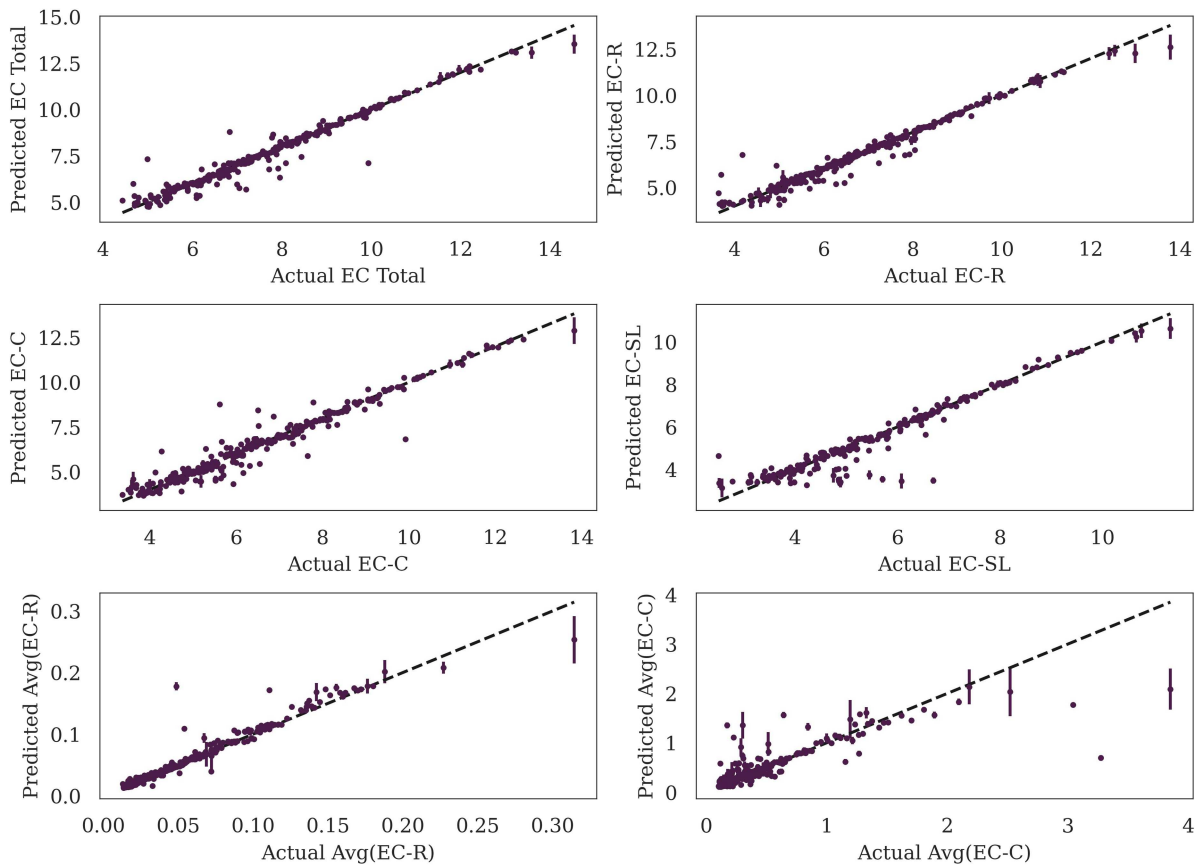 15.0
12.5
10.0
7.5
5.0
Predicted EC Total
4 6 8 10 12 14
Actual EC Total
12.5
10.0
7.5
5.0
Predicted EC-R
4 6 8 10 12 14
Actual EC-R
12.5
10.0
7.5
5.0
Predicted EC-C
4 6 8 10 12 14
Actual EC-C
10
8
6
4
Predicted EC-SL
4 6 8 10
Actual EC-SL
0.3
0.2
0.1
0.0
Predicted Avg(EC-R)
0.00 0.05 0.10 0.15 0.20 0.25 0.30
Actual Avg(EC-R)
4
3
2
1
0
Predicted Avg(EC-C)
0 1 2 3 4
Actual Avg(EC-C)